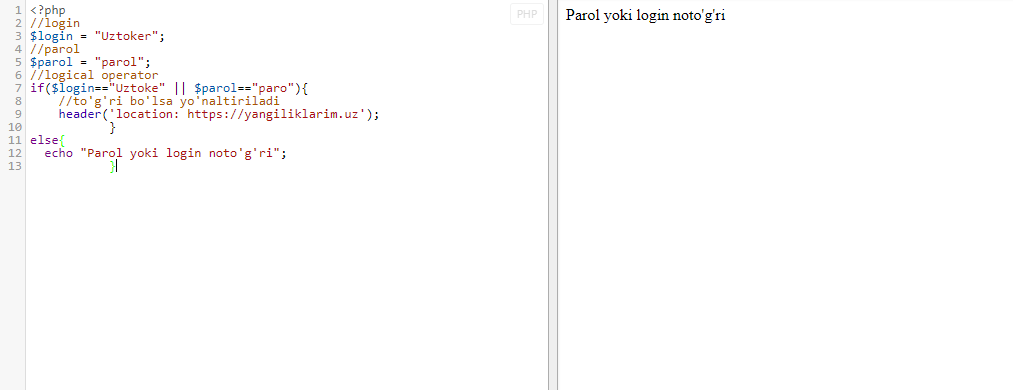 1 <?php
2 //login
3 $login = "Uztoker";
4 //parol
5 $parol = "parol";
6 //logical operator
7 if($login=="Uztoke" || $parol=="paro"){
8 //to'g'ri bo'lsa yo'naltiriladi
9 header('location: https://yangiliklarim.uz');
10 }
11 else{
12 echo "Parol yoki login noto'g'ri";
13 }
PHP
Parol yoki login noto'g'ri